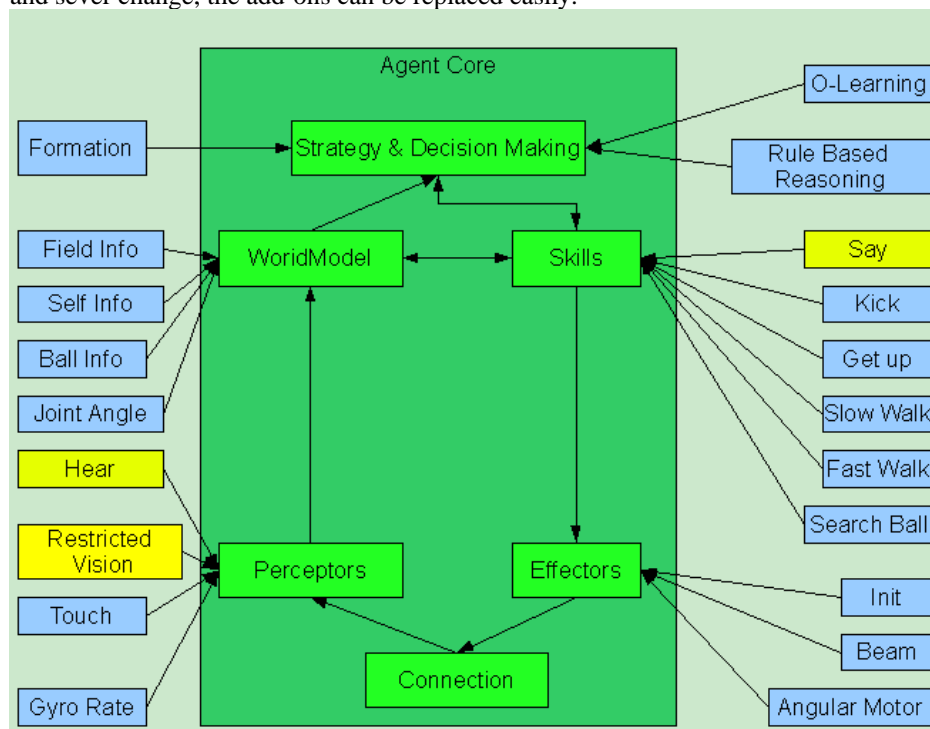 and sever change, the add-ons can be replaced easily.
Agent Core
O-Learning
Formation
Strategy & Decision Making
Rule Based
Reasoning
Field Info
WorldModel
Skills
Say
Self Info
Kick
Ball Info
Get up
Joint Angle
Slow Walk
Hear
Fast Walk
Search Ball
Restricted
Vision
Perceptors
Effectors
Touch
Init
Beam
Connection
Gyro Rate
Angular Motor